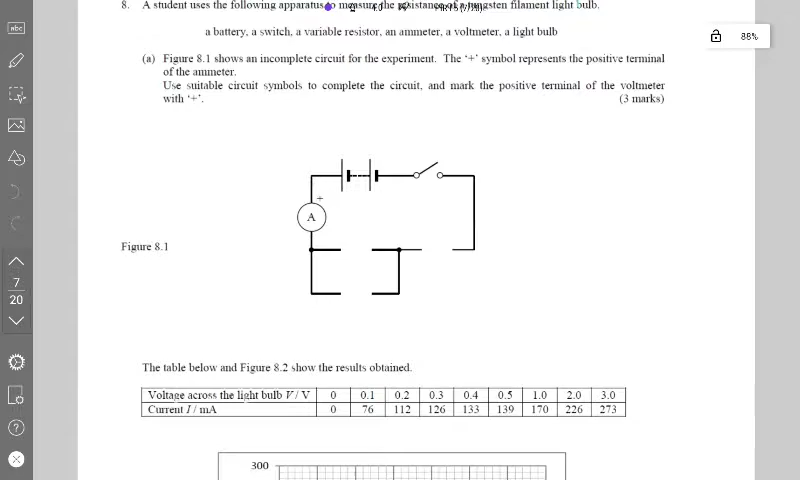 8. A student uses the following apparatus to measure the resistance of a tungsten filament light bulb.
a battery, a switch, a variable resistor, an ammeter, a voltmeter, a light bulb
88%
(a) Figure 8.1 shows an incomplete circuit for the experiment. The ‘+’ symbol represents the positive terminal
of the ammeter.
Use suitable circuit symbols to complete the circuit, and mark the positive terminal of the voltmeter
with ‘+’. (3 marks)
abc
+
A
Figure 8.1
7
20
The table below and Figure 8.2 show the results obtained.
Voltage across the light bulb V / V 0 0.1 0.2 0.3 0.4 0.5 1.0 2.0 3.0
Current I / mA 0 76 112 126 133 139 170 226 273
300